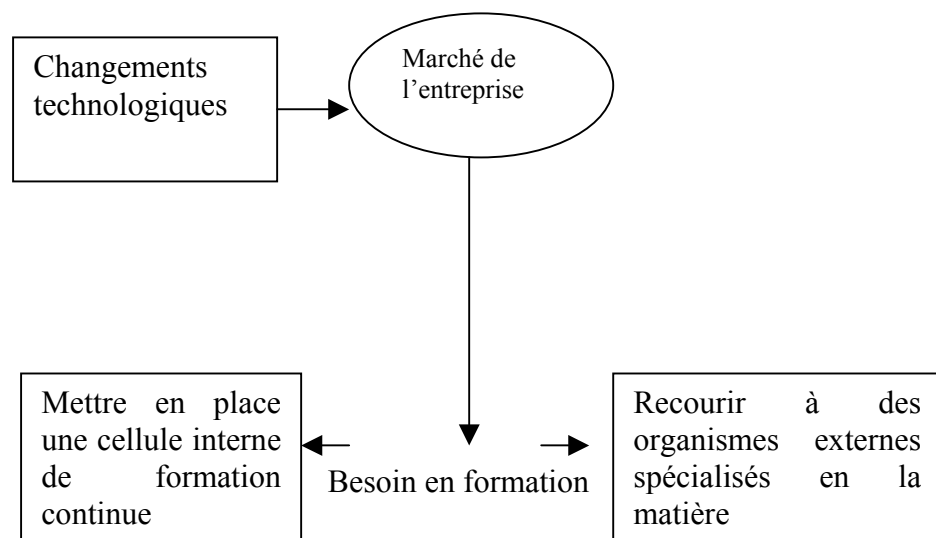 Changements
technologiques
Marché de
l’entreprise
Mettre en place
une cellule interne
de formation
continue
Besoin en formation
Recourir à des
organismes externes
spécialisés en la
matière